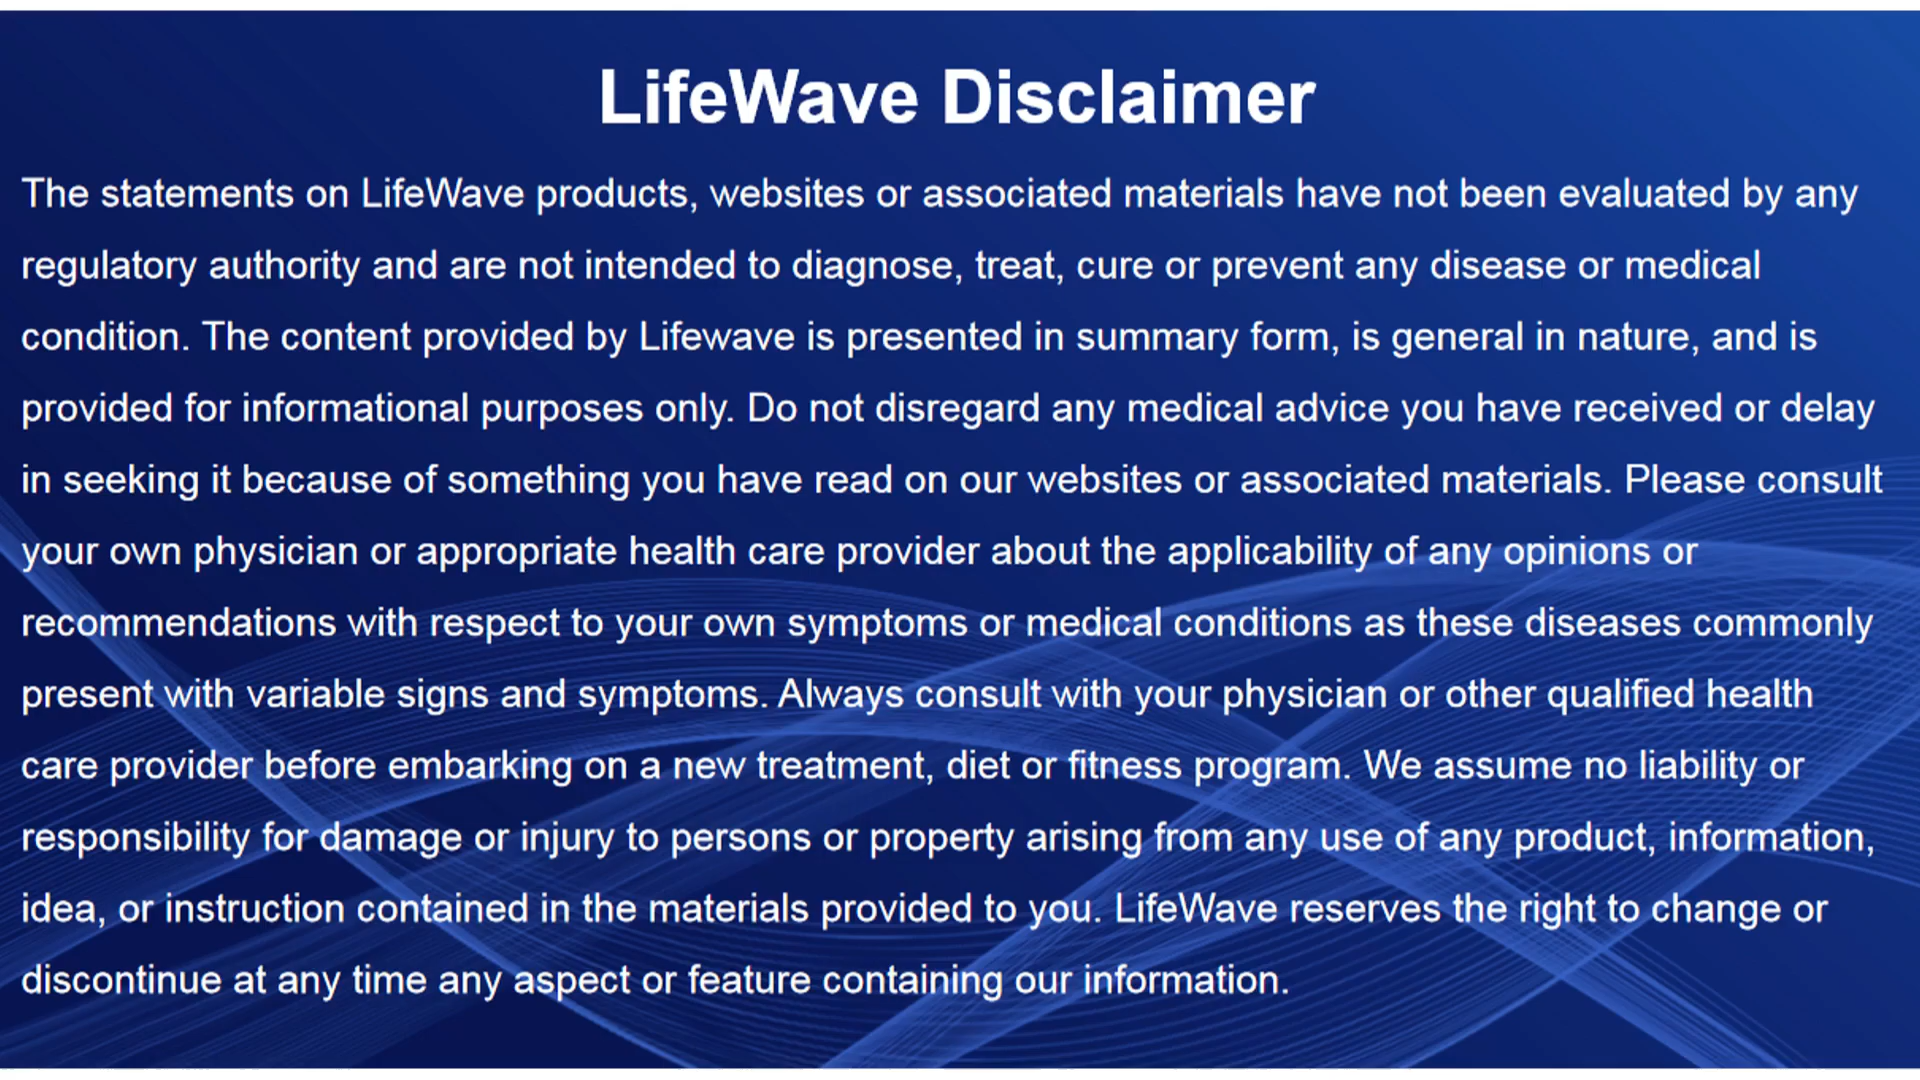 LifeWave Disclaimer
The statements on LifeWave products, websites or associated materials have not been evaluated by any
regulatory authority and are not intended to diagnose, treat, cure or prevent any disease or medical
condition. The content provided by Lifewave is presented in summary form, is general in nature, and is
provided for informational purposes only. Do not disregard any medical advice you have received or delay
in seeking it because of something you have read on our websites or associated materials. Please consult
your own physician or appropriate health care provider about the applicability of any opinions or
recommendations with respect to your own symptoms or medical conditions as these diseases commonly
present with variable signs and symptoms. Always consult with your physician or other qualified health
care provider before embarking on a new treatment, diet or fitness program. We assume no liability or
responsibility for damage or injury to persons or property arising from any use of any product, information,
idea, or instruction contained in the materials provided to you. LifeWave reserves the right to change or
discontinue at any time any aspect or feature containing our information.